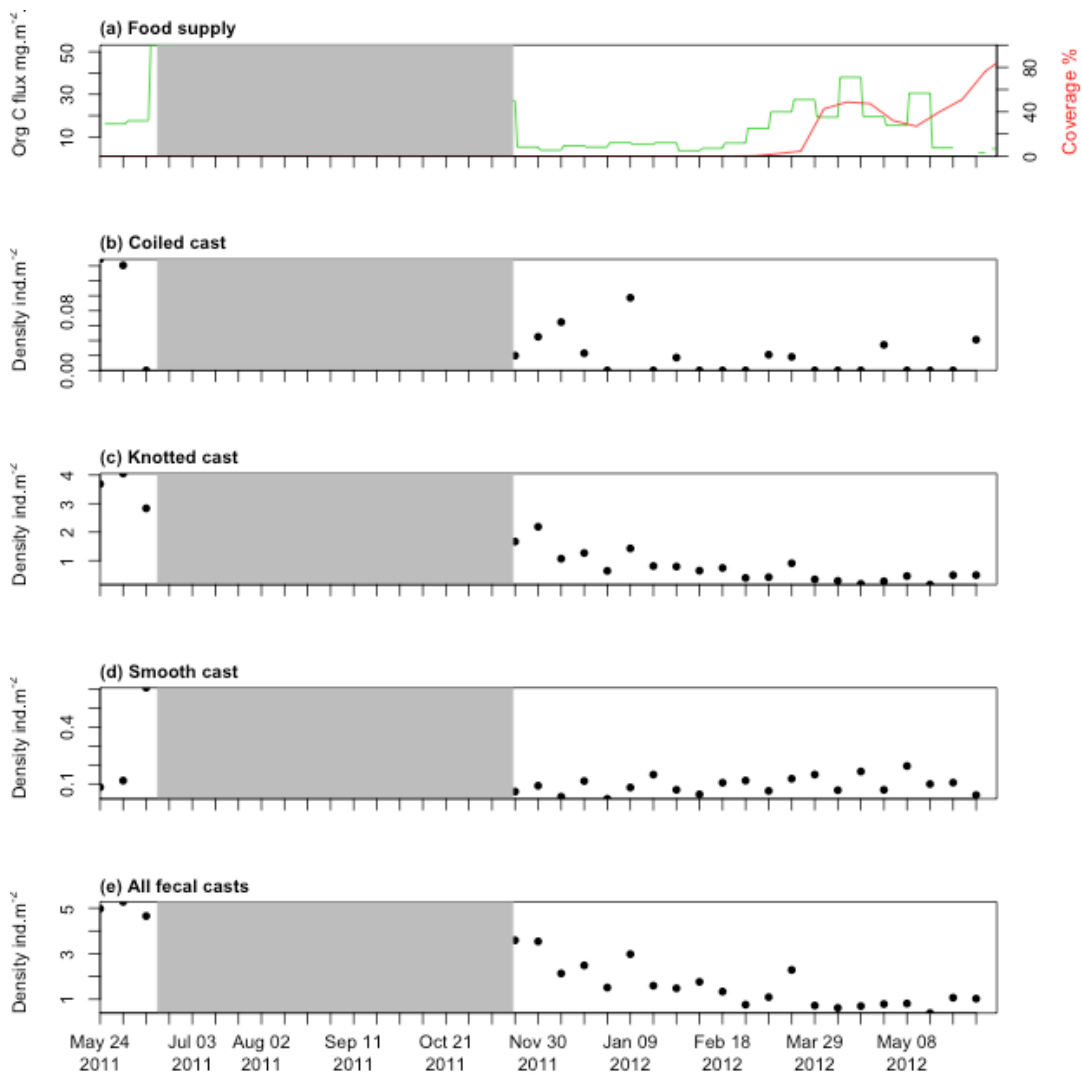 (a) Food supply
Org C flux mg.m⁻².
10 30 50
0 40 80
Coverage %
(b) Coiled cast
Density ind.m⁻²
0.00 0.08
(c) Knotted cast
Density ind.m⁻²
1 2 3 4
(d) Smooth cast
Density ind.m⁻²
0.1 0.4
(e) All fecal casts
Density ind.m⁻²
1 3 5
May 24 Jul 03 Aug 02 Sep 11 Oct 21 Nov 30 Jan 09 Feb 18 Mar 29 May 08
2011 2011 2011 2011 2011 2011 2012 2012 2012 2012